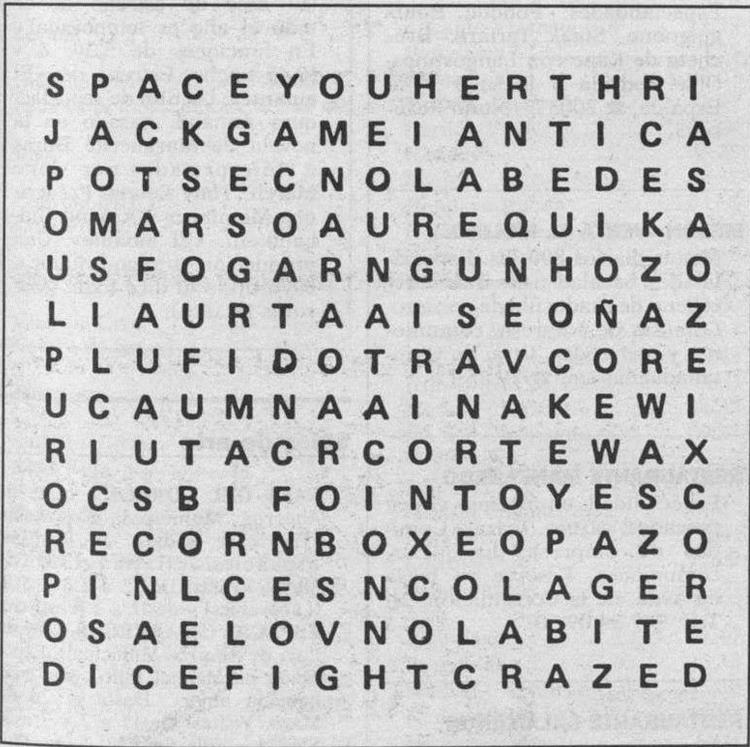 S P A C E Y O U H E R T H R I
J A C K G A M E I A N T I C A
P O T S E C N O L A B E D E S
O M A R S O A U R E Q U I K A
U S F O G A R N G U N H O Z O
L I A U R T A A I S E O Ñ A Z
P L U F I D O T R A V C O R E
U C A U M N A A I N A K E W I
R I U T A C R C O R T E W A X
O C S B I F O I N T O Y E S C
R E C O R N B O X E O P A Z O
P I N L C E S N C O L A G E R
O S A E L O V N O L A B I T E
D I C E F I G H T C R A Z E D